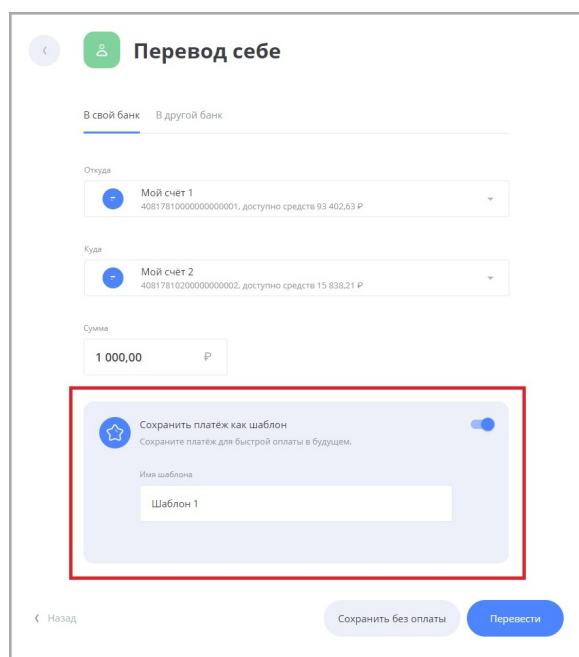 Перевод себе
В свой банк В другой банк
Откуда
Мой счёт 1
40817810000000000001, доступно средств 93 402,63 ₽
Куда
Мой счёт 2
40817810200000000002, доступно средств 15 838,21 ₽
Сумма
1 000,00 ₽
Сохранить платёж как шаблон
Сохраните платёж для быстрой оплаты в будущем.
Имя шаблона
Шаблон 1
Назад Сохранить без оплаты Перевести